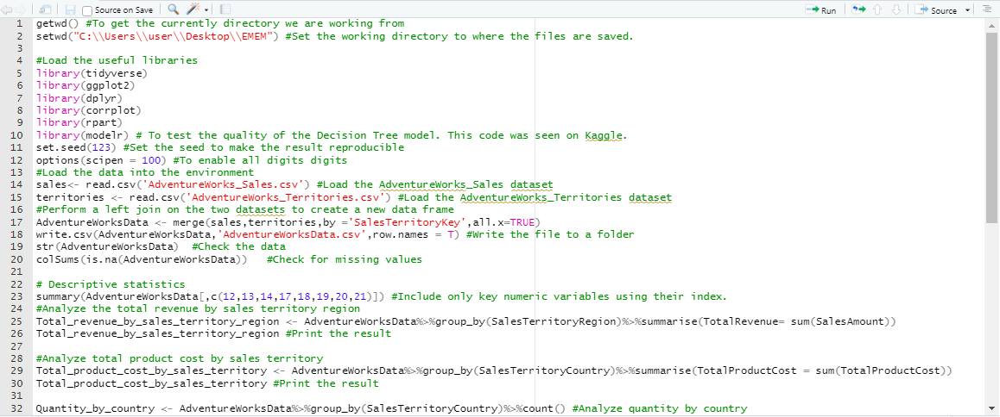 Source on Save Run Source
1 getwd() #To get the currently directory we are working from
2 setwd("C:\\Users\\user\\Desktop\\EMEM") #Set the working directory to where the files are saved.
3
4 #Load the useful libraries
5 library(tidyverse)
6 library(ggplot2)
7 library(dplyr)
8 library(corrplot)
9 library(rpart)
10 library(modelr) # To test the quality of the Decision Tree model. This code was seen on Kaggle.
11 set.seed(123) #Set the seed to make the result reproducible
12 options(scipen = 100) #To enable all digits digits
13 #Load the data into the environment
14 sales<- read.csv('AdventureWorks_Sales.csv') #Load the AdventureWorks_Sales dataset
15 territories <- read.csv('AdventureWorks_Territories.csv') #Load the AdventureWorks_Territories dataset
16 #Perform a left join on the two datasets to create a new data frame
17 AdventureWorksData <- merge(sales,territories,by ='SalesTerritoryKey',all.x=TRUE)
18 write.csv(AdventureWorksData,'AdventureWorksData.csv',row.names = T) #Write the file to a folder
19 str(AdventureWorksData)  #Check the data
20 colSums(is.na(AdventureWorksData))   #Check for missing values
21
22 # Descriptive statistics
23 summary(AdventureWorksData[,c(12,13,14,17,18,19,20,21)]) #Include only key numeric variables using their index.
24 #Analyze the total revenue by sales territory region
25 Total_revenue_by_sales_territory_region <- AdventureWorksData%>%group_by(SalesTerritoryRegion)%>%summarise(TotalRevenue= sum(SalesAmount))
26 Total_revenue_by_sales_territory_region #Print the result
27
28 #Analyze total product cost by sales territory
29 Total_product_cost_by_sales_territory <- AdventureWorksData%>%group_by(SalesTerritoryCountry)%>%summarise(TotalProductCost = sum(TotalProductCost))
30 Total_product_cost_by_sales_territory #Print the result
31
32 Quantity_by_country <- AdventureWorksData%>%group_by(SalesTerritoryCountry)%>%count() #Analyze quantity by country